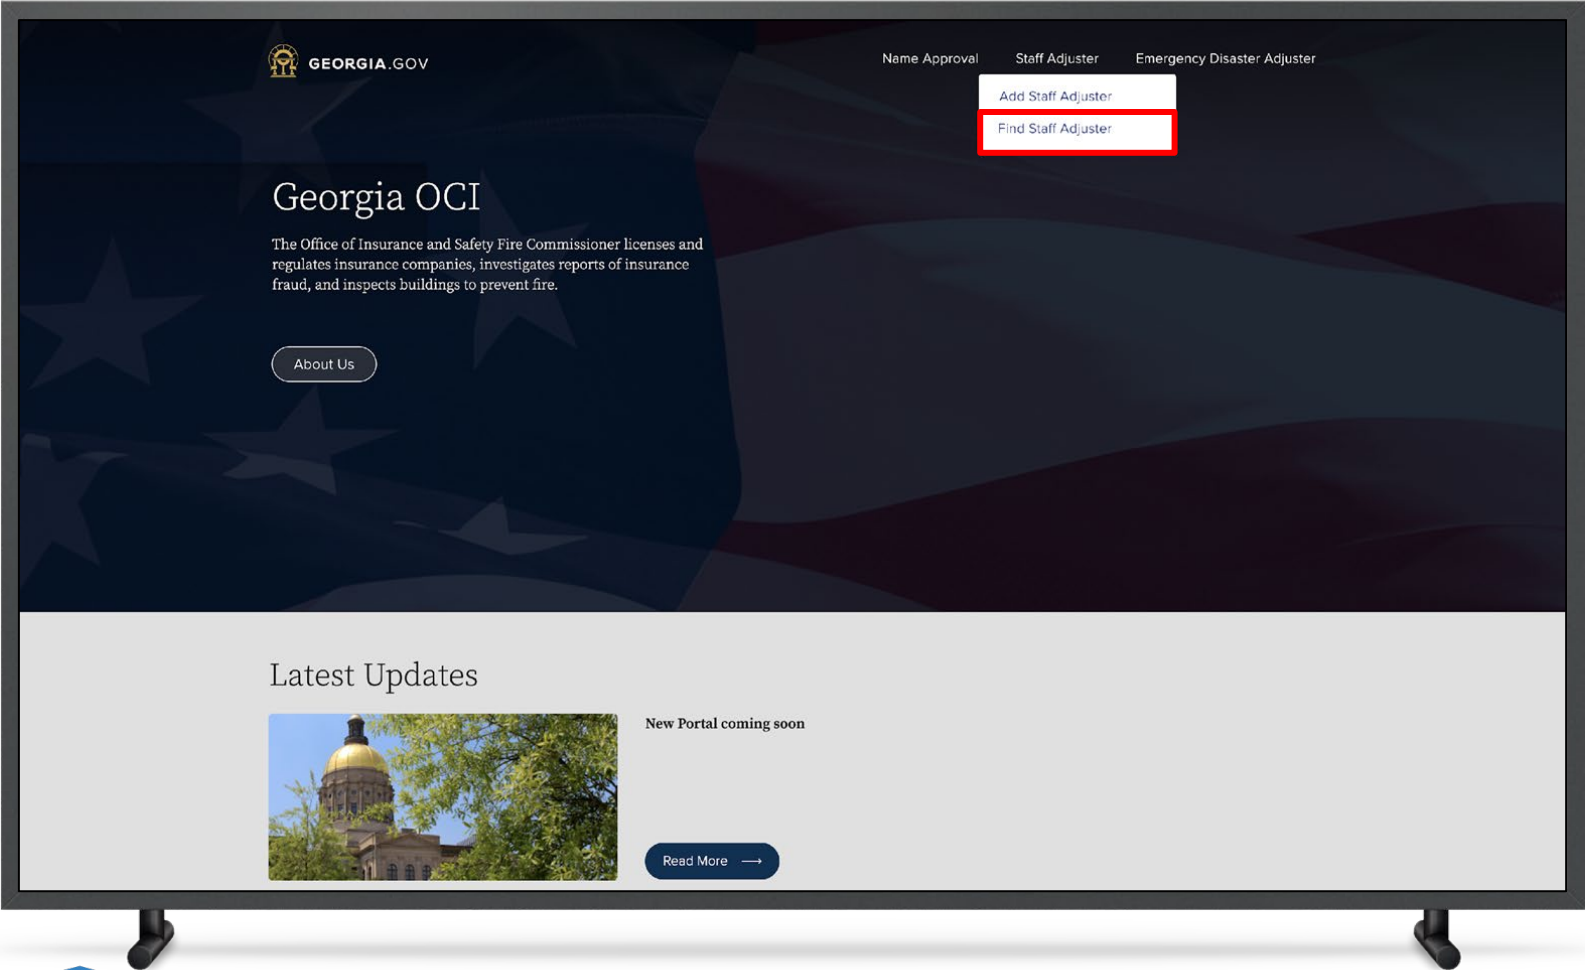 GEORGIA.GOV
Name Approval
Staff Adjuster
Emergency Disaster Adjuster
Add Staff Adjuster
Find Staff Adjuster
Georgia OCI
The Office of Insurance and Safety Fire Commissioner licenses and
regulates insurance companies, investigates reports of insurance
fraud, and inspects buildings to prevent fire.
About Us
Latest Updates
New Portal coming soon
Read More